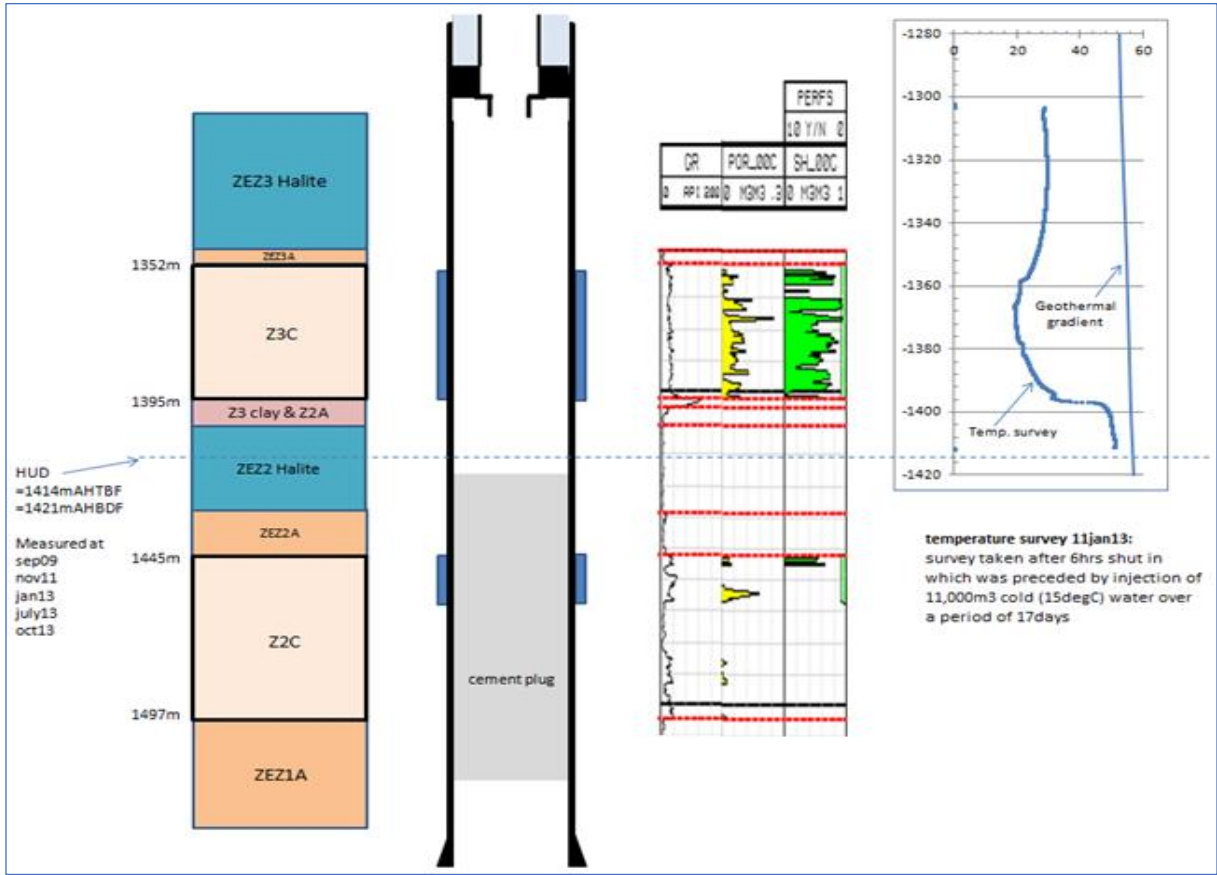 ZEZ3 Halite
ZEZ3A
1352m
Z3C
1395m
Z3 clay & Z2A
ZEZ2 Halite
HUD
=1414mAHTBF
=1421mAHBDF
Measured at
sep09
nov11
jan13
july13
oct13
ZEZ2A
1445m
Z2C
1497m
ZEZ1A
cement plug
PERFS
10 Y/N 0
GR
POR_00C
SH_00C
0 API 200
0 M3M3 .3
0 M3M3 1
-1280
0
20
40
60
-1300
-1320
-1340
-1360
Geothermal
gradient
-1380
-1400
Temp. survey
-1420
temperature survey 11jan13:
survey taken after 6hrs shut in
which was preceded by injection of
11,000m3 cold (15degC) water over
a period of 17days